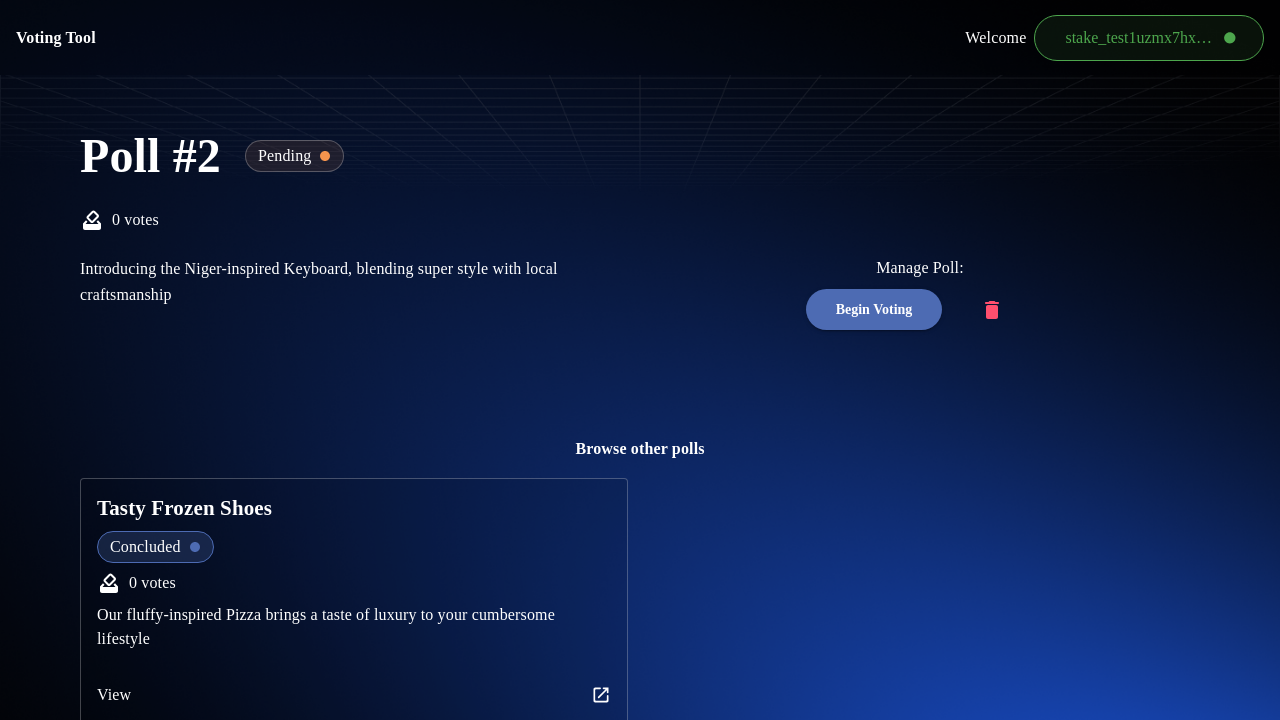 Voting Tool
Welcome
stake_test1uzmx7hx...
Poll #2
Pending
0 votes
Introducing the Niger-inspired Keyboard, blending super style with local
craftsmanship
Manage Poll:
Begin Voting
Browse other polls
Tasty Frozen Shoes
Concluded
0 votes
Our fluffy-inspired Pizza brings a taste of luxury to your cumbersome
lifestyle
View